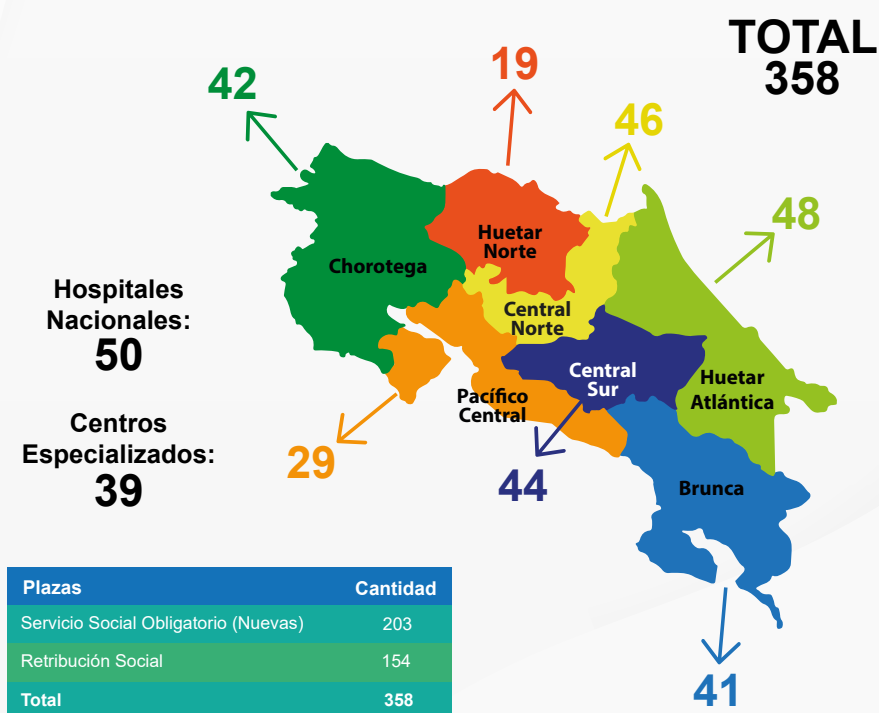 TOTAL
358
42
19
46
48
Huetar
Norte
Chorotega
Central
Norte
Hospitales
Nacionales:
50
Central
Sur
Huetar
Atlántica
Pacífico
Central
Centros
Especializados:
39
29
44
Brunca
41
Plazas Cantidad
Servicio Social Obligatorio (Nuevas) 203
Retribución Social 154
Total 358